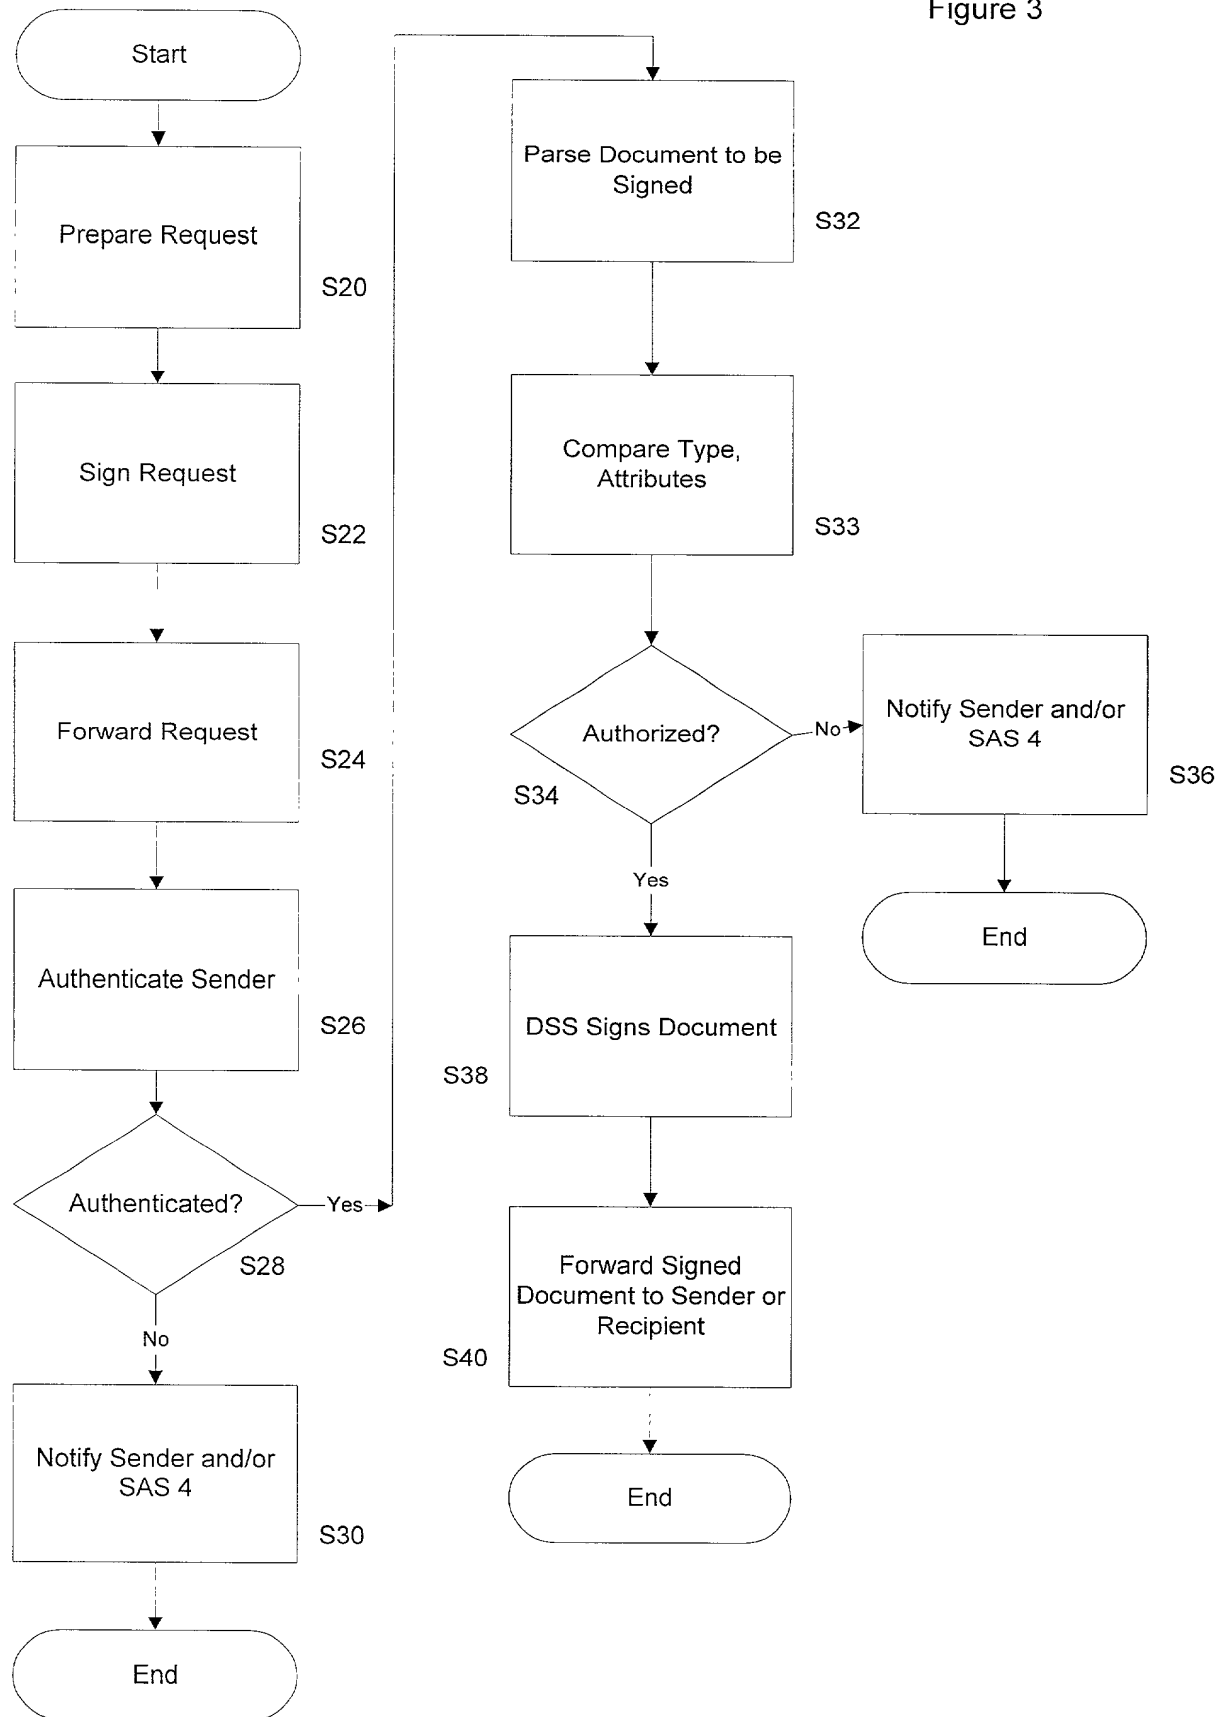 Figure 3
Start
Prepare Request
S20
Sign Request
S22
Forward Request
S24
Authenticate Sender
S26
Authenticated?
Yes
S28
No
Notify Sender and/or
SAS 4
S30
End
Parse Document to be
Signed
S32
Compare Type,
Attributes
S33
Authorized?
No
S34
Notify Sender and/or
SAS 4
S36
End
Yes
DSS Signs Document
S38
Forward Signed
Document to Sender or
Recipient
S40
End